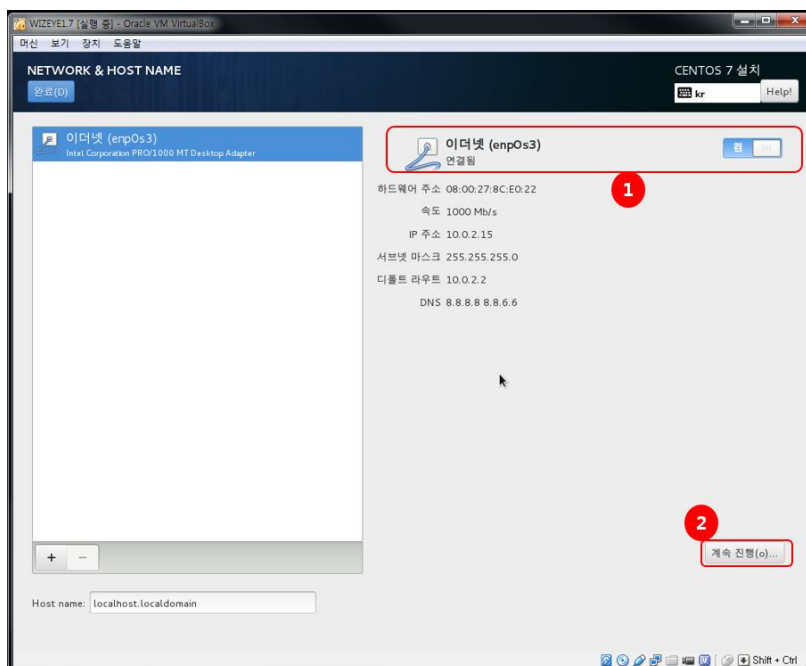 WIZEYE1.7 [실행 중] - Oracle VM VirtualBox
머신 보기 장치 도움말
NETWORK & HOST NAME
완료(D)
CENTOS 7 설치
kr
Help!
이더넷 (enp0s3)
Intel Corporation PRO/1000 MT Desktop Adapter
이더넷 (enp0s3)
연결됨
켬
1
하드웨어 주소 08:00:27:8C:E0:22
속도 1000 Mb/s
IP 주소 10.0.2.15
서브넷 마스크 255.255.255.0
디폴트 라우트 10.0.2.2
DNS 8.8.8.8 8.8.6.6
2
계속 진행(o)...
+ −
Host name: localhost.localdomain
Shift + Ctrl